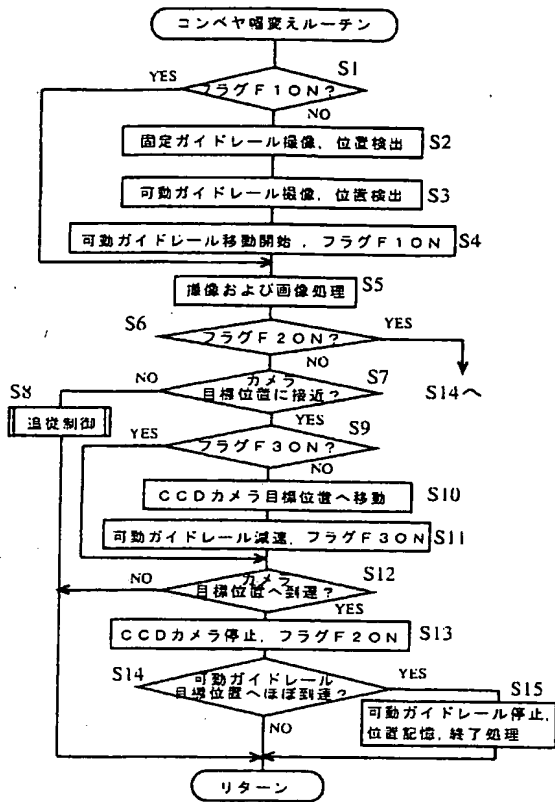 コンベヤ幅変えルーチン
S1
YES
フラグF1ON?
NO
固定ガイドレール撮像,位置検出
S2
可動ガイドレール撮像,位置検出
S3
可動ガイドレール移動開始,フラグF1ON
S4
撮像および画像処理
S5
S6
フラグF2ON?
YES
NO
S14へ
カメラ
目標位置に接近?
S7
NO
YES
S8
追従制御
フラグF3ON?
S9
YES
NO
CCDカメラ目標位置へ移動
S10
可動ガイドレール減速,フラグF3ON
S11
カメラ
目標位置へ到達?
S12
NO
YES
CCDカメラ停止,フラグF2ON
S13
S14
可動ガイドレール
目標位置へほぼ到達?
YES
NO
S15
可動ガイドレール停止,
位置記憶,終了処理
リターン